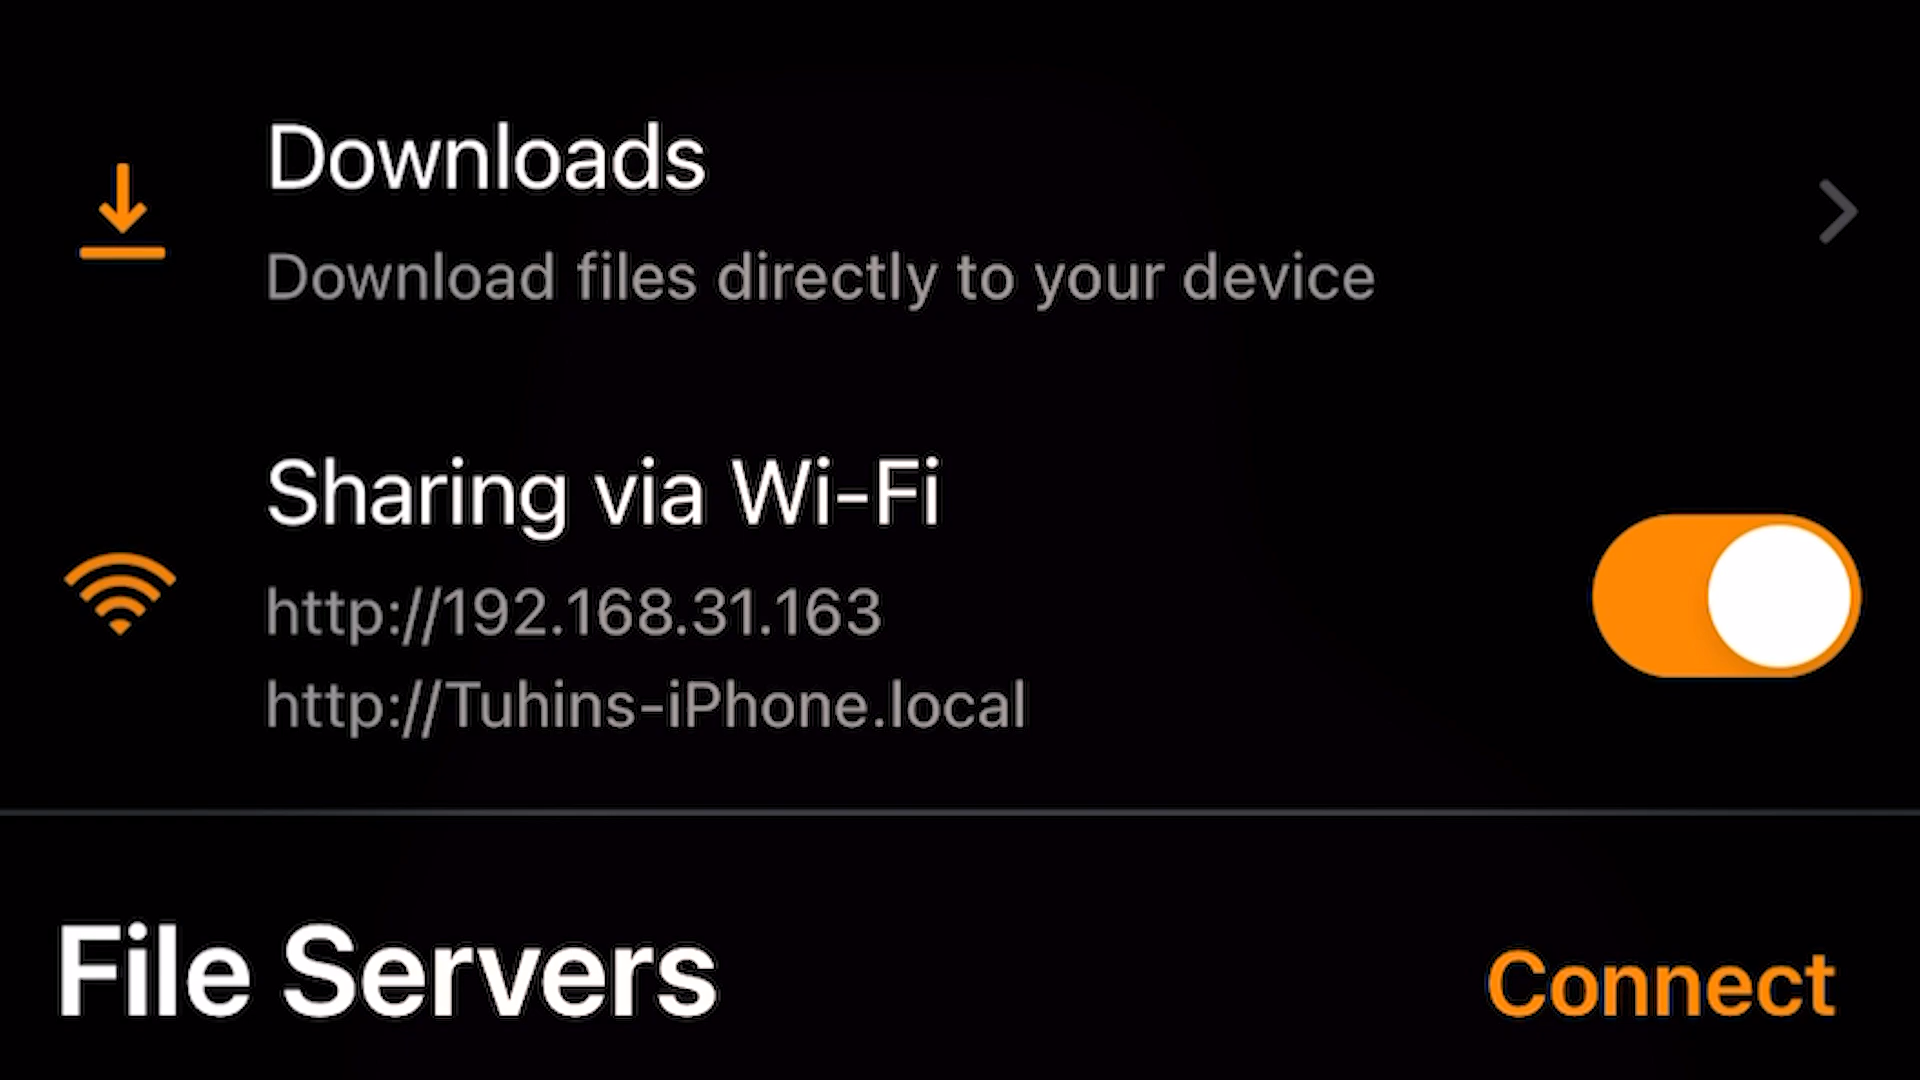 Downloads
Download files directly to your device
Sharing via Wi-Fi
http://192.168.31.163
http://Tuhins-iPhone.local
File Servers
Connect